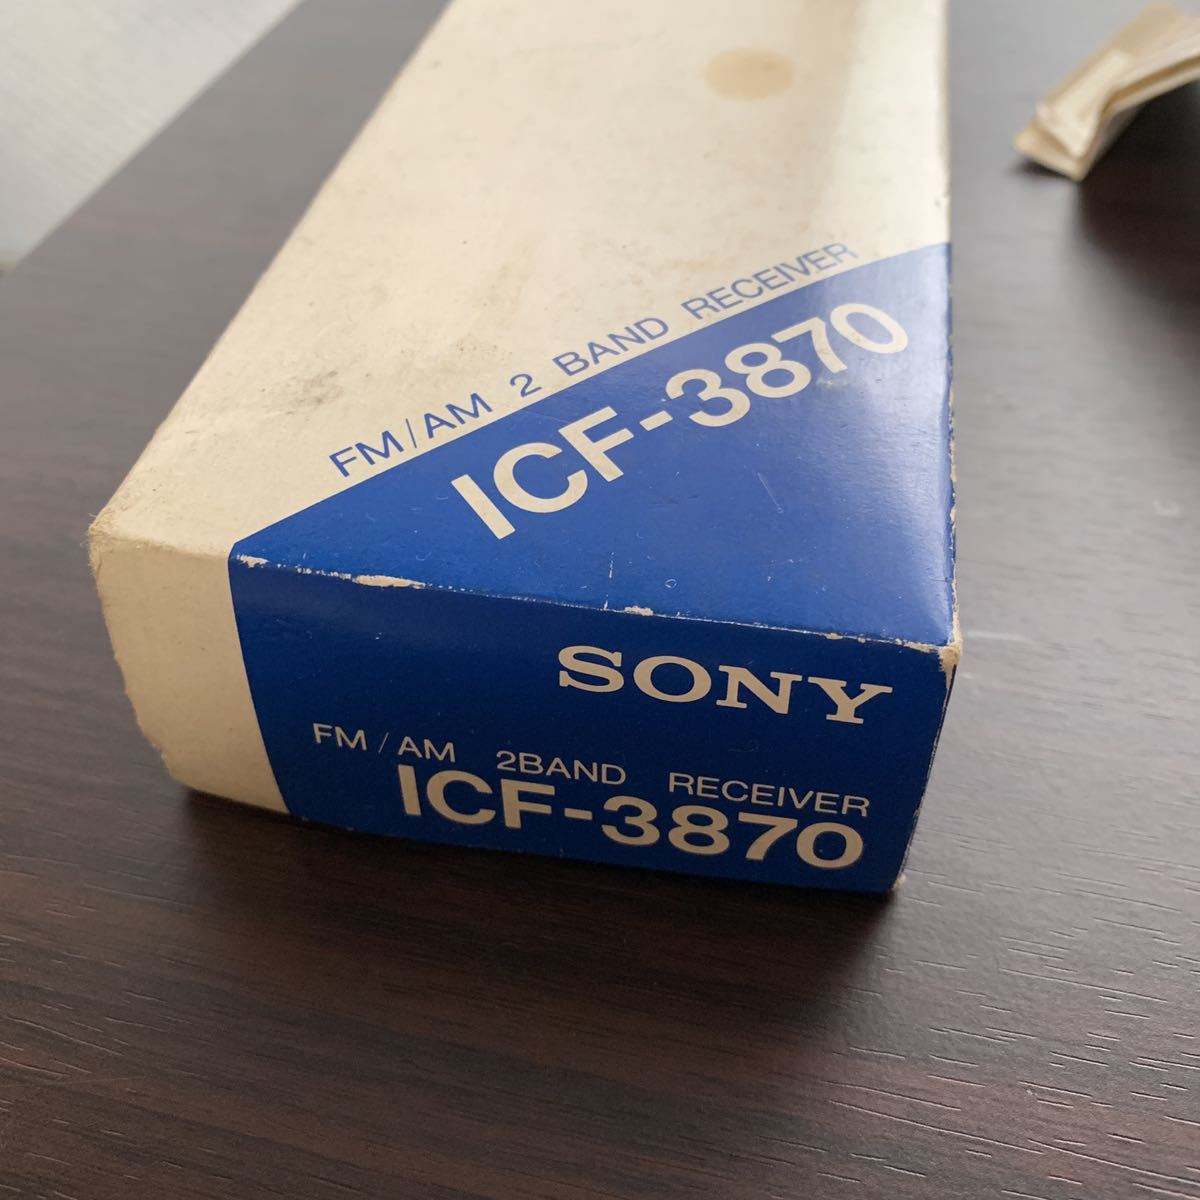 FM/AM 2 BAND RECEIVER
ICF-3870
SONY
FM / AM 2BAND RECEIVER
ICF-3870